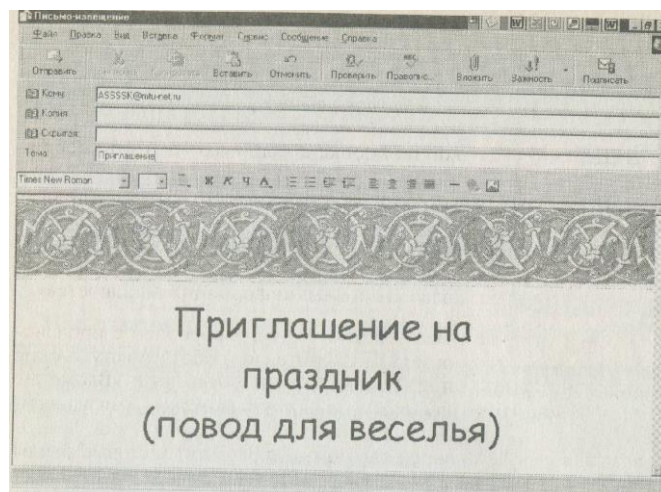 Письмо-извещение
Файл Правка Вид Вставка Формат Сервис Сообщение Справка
Отправить Вставить Отменить Проверить Правопис... Вложить Важность Подписать
Кому: ASSSSK@mtu-net.ru
Копия:
Скрытая:
Тема: Приглашение
Times New Roman Ж К Ч А
Приглашение на
праздник
(повод для веселья)